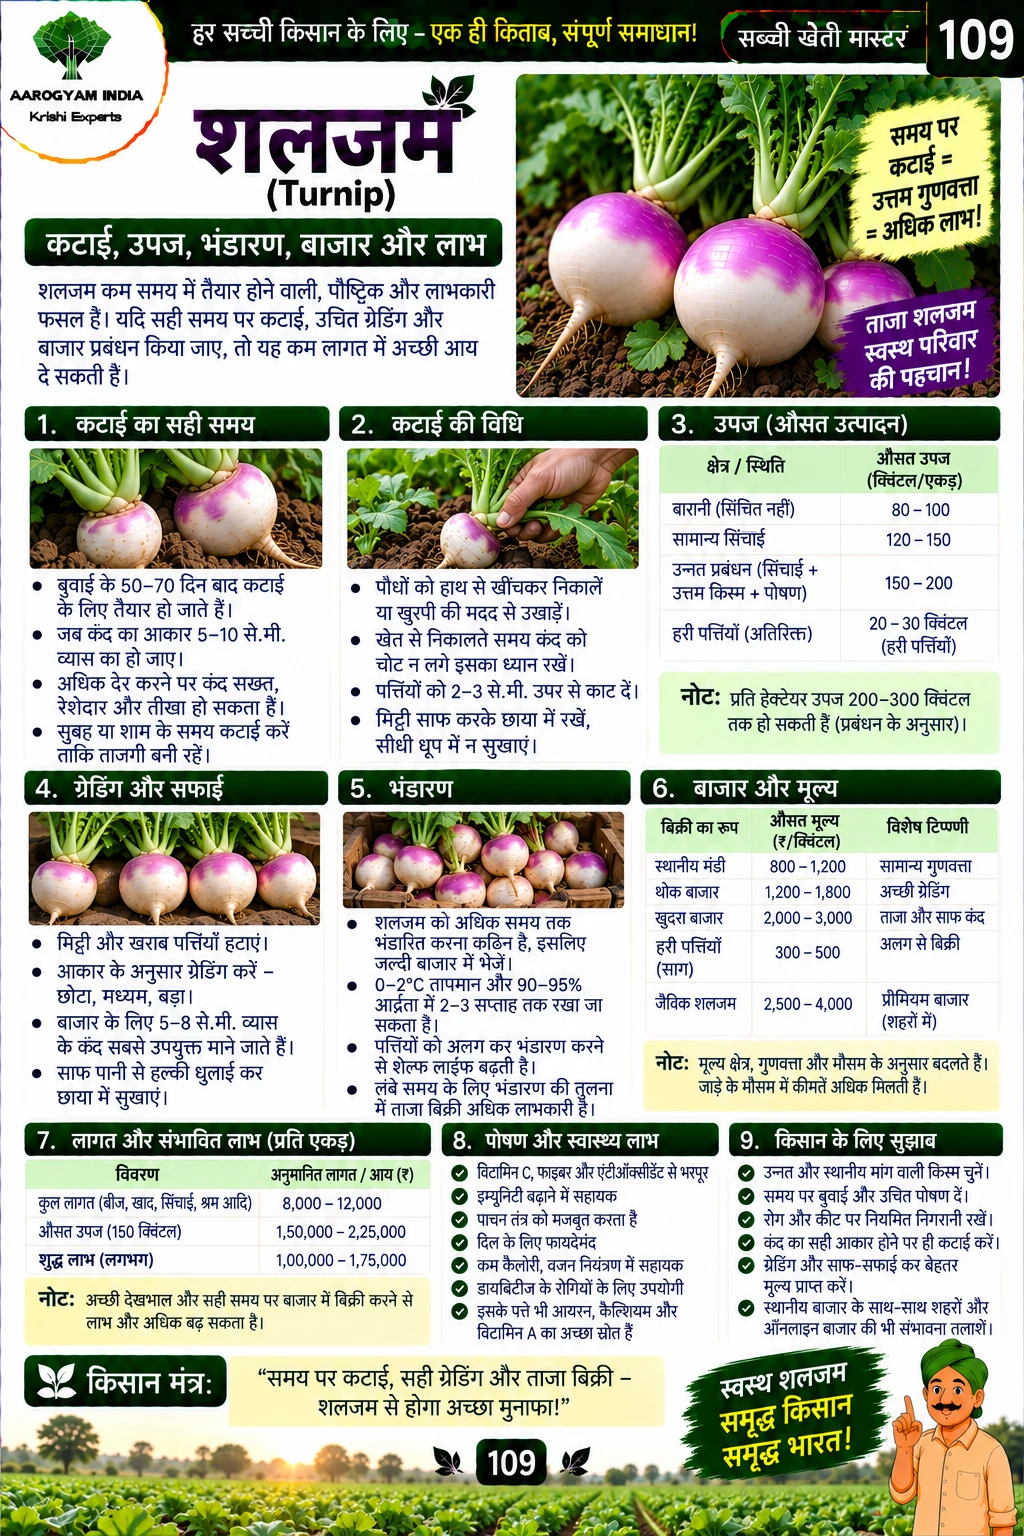 AAROGYAM INDIA
Krishi Experts
हर सच्ची किसान के लिए – एक ही किताब, संपूर्ण समाधान!
सब्जी खेती मास्टर
109
शलजम
(Turnip)
कटाई, उपज, भंडारण, बाजार और लाभ
शलजम कम समय में तैयार होने वाली, पौष्टिक और लाभकारी
फसल हैं। यदि सही समय पर कटाई, उचित ग्रेडिंग और
बाजार प्रबंधन किया जाए, तो यह कम लागत में अच्छी आय
दे सकती हैं।
समय पर
कटाई =
उत्तम गुणवत्ता
= अधिक लाभ!
ताजा शलजम
स्वस्थ परिवार
की पहचान!
1. कटाई का सही समय
• बुवाई के 50–70 दिन बाद कटाई
के लिए तैयार हो जाते हैं।
• जब कंद का आकार 5–10 से.मी.
व्यास का हो जाए।
• अधिक देर करने पर कंद सख्त,
रेशेदार और तीखा हो सकता हैं।
• सुबह या शाम के समय कटाई करें
ताकि ताजगी बनी रहें।
2. कटाई की विधि
• पौधों को हाथ से खींचकर निकालें
या खुरपी की मदद से उखाड़ें।
• खेत से निकालते समय कंद को
चोट न लगे इसका ध्यान रखें।
• पत्तियों को 2–3 से.मी. उपर से काट दें।
• मिट्टी साफ करके छाया में रखें,
सीधी धूप में न सुखाएं।
3. उपज (औसत उत्पादन)
क्षेत्र / स्थिति औसत उपज (क्विंटल/एकड़)
बारानी (सिंचित नहीं) 80 – 100
सामान्य सिंचाई 120 – 150
उन्नत प्रबंधन (सिंचाई + उत्तम किस्म + पोषण) 150 – 200
हरी पत्तियों (अतिरिक्त) 20 – 30 क्विंटल (हरी पत्तियों)
नोट: प्रति हेक्टेयर उपज 200–300 क्विंटल
तक हो सकती हैं (प्रबंधन के अनुसार)।
4. ग्रेडिंग और सफाई
• मिट्टी और खराब पत्तियाँ हटाएं।
• आकार के अनुसार ग्रेडिंग करें –
छोटा, मध्यम, बड़ा।
• बाजार के लिए 5–8 से.मी. व्यास
के कंद सबसे उपयुक्त माने जाते हैं।
• साफ पानी से हल्की धुलाई कर
छाया में सुखाएं।
5. भंडारण
• शलजम को अधिक समय तक
भंडारित करना कठिन है, इसलिए
जल्दी बाजार में भेजें।
• 0–2°C तापमान और 90–95%
आर्द्रता में 2–3 सप्ताह तक रखा जा
सकता हैं।
• पत्तियों को अलग कर भंडारण करने
से शेल्फ लाईफ बढ़ती है।
• लंबे समय के लिए भंडारण की तुलना
में ताजा बिक्री अधिक लाभकारी है।
6. बाजार और मूल्य
बिक्री का रूप औसत मूल्य (₹/क्विंटल) विशेष टिप्पणी
स्थानीय मंडी 800 – 1,200 सामान्य गुणवत्ता
थोक बाजार 1,200 – 1,800 अच्छी ग्रेडिंग
खुदरा बाजार 2,000 – 3,000 ताजा और साफ कंद
हरी पत्तियों (साग) 300 – 500 अलग से बिक्री
जैविक शलजम 2,500 – 4,000 प्रीमियम बाजार (शहरों में)
नोट: मूल्य क्षेत्र, गुणवत्ता और मौसम के अनुसार बदलते हैं।
जाड़े के मौसम में कीमतें अधिक मिलती हैं।
7. लागत और संभावित लाभ (प्रति एकड़)
विवरण अनुमानित लागत / आय (₹)
कुल लागत (बीज, खाद, सिंचाई, श्रम आदि) 8,000 – 12,000
औसत उपज (150 क्विंटल) 1,50,000 – 2,25,000
शुद्ध लाभ (लगभग) 1,00,000 – 1,75,000
नोट: अच्छी देखभाल और सही समय पर बाजार में बिक्री करने से
लाभ और अधिक बढ़ सकता है।
8. पोषण और स्वास्थ्य लाभ
विटामिन C, फाइबर और एंटीऑक्सीडेंट से भरपूर
इम्युनिटी बढ़ाने में सहायक
पाचन तंत्र को मजबुत करता है
दिल के लिए फायदेमंद
कम कैलोरी, वजन नियंत्रण में सहायक
डायबिटीज के रोगियों के लिए उपयोगी
इसके पत्ते भी आयरन, कैल्शियम और
विटामिन A का अच्छा स्रोत हैं
9. किसान के लिए सुझाब
उन्नत और स्थानीय मांग वाली किस्म चुनें।
समय पर बुवाई और उचित पोषण दें।
रोग और कीट पर नियमित निगरानी रखें।
कंद का सही आकार होने पर ही कटाई करें।
ग्रेडिंग और साफ-सफाई कर बेहतर
मूल्य प्राप्त करें।
स्थानीय बाजार के साथ-साथ शहरों और
ऑनलाइन बाजार की भी संभावना तलाशें।
किसान मंत्र:
“समय पर कटाई, सही ग्रेडिंग और ताजा बिक्री –
शलजम से होगा अच्छा मुनाफा!”
स्वस्थ शलजम
समृद्ध किसान
समृद्ध भारत!
109